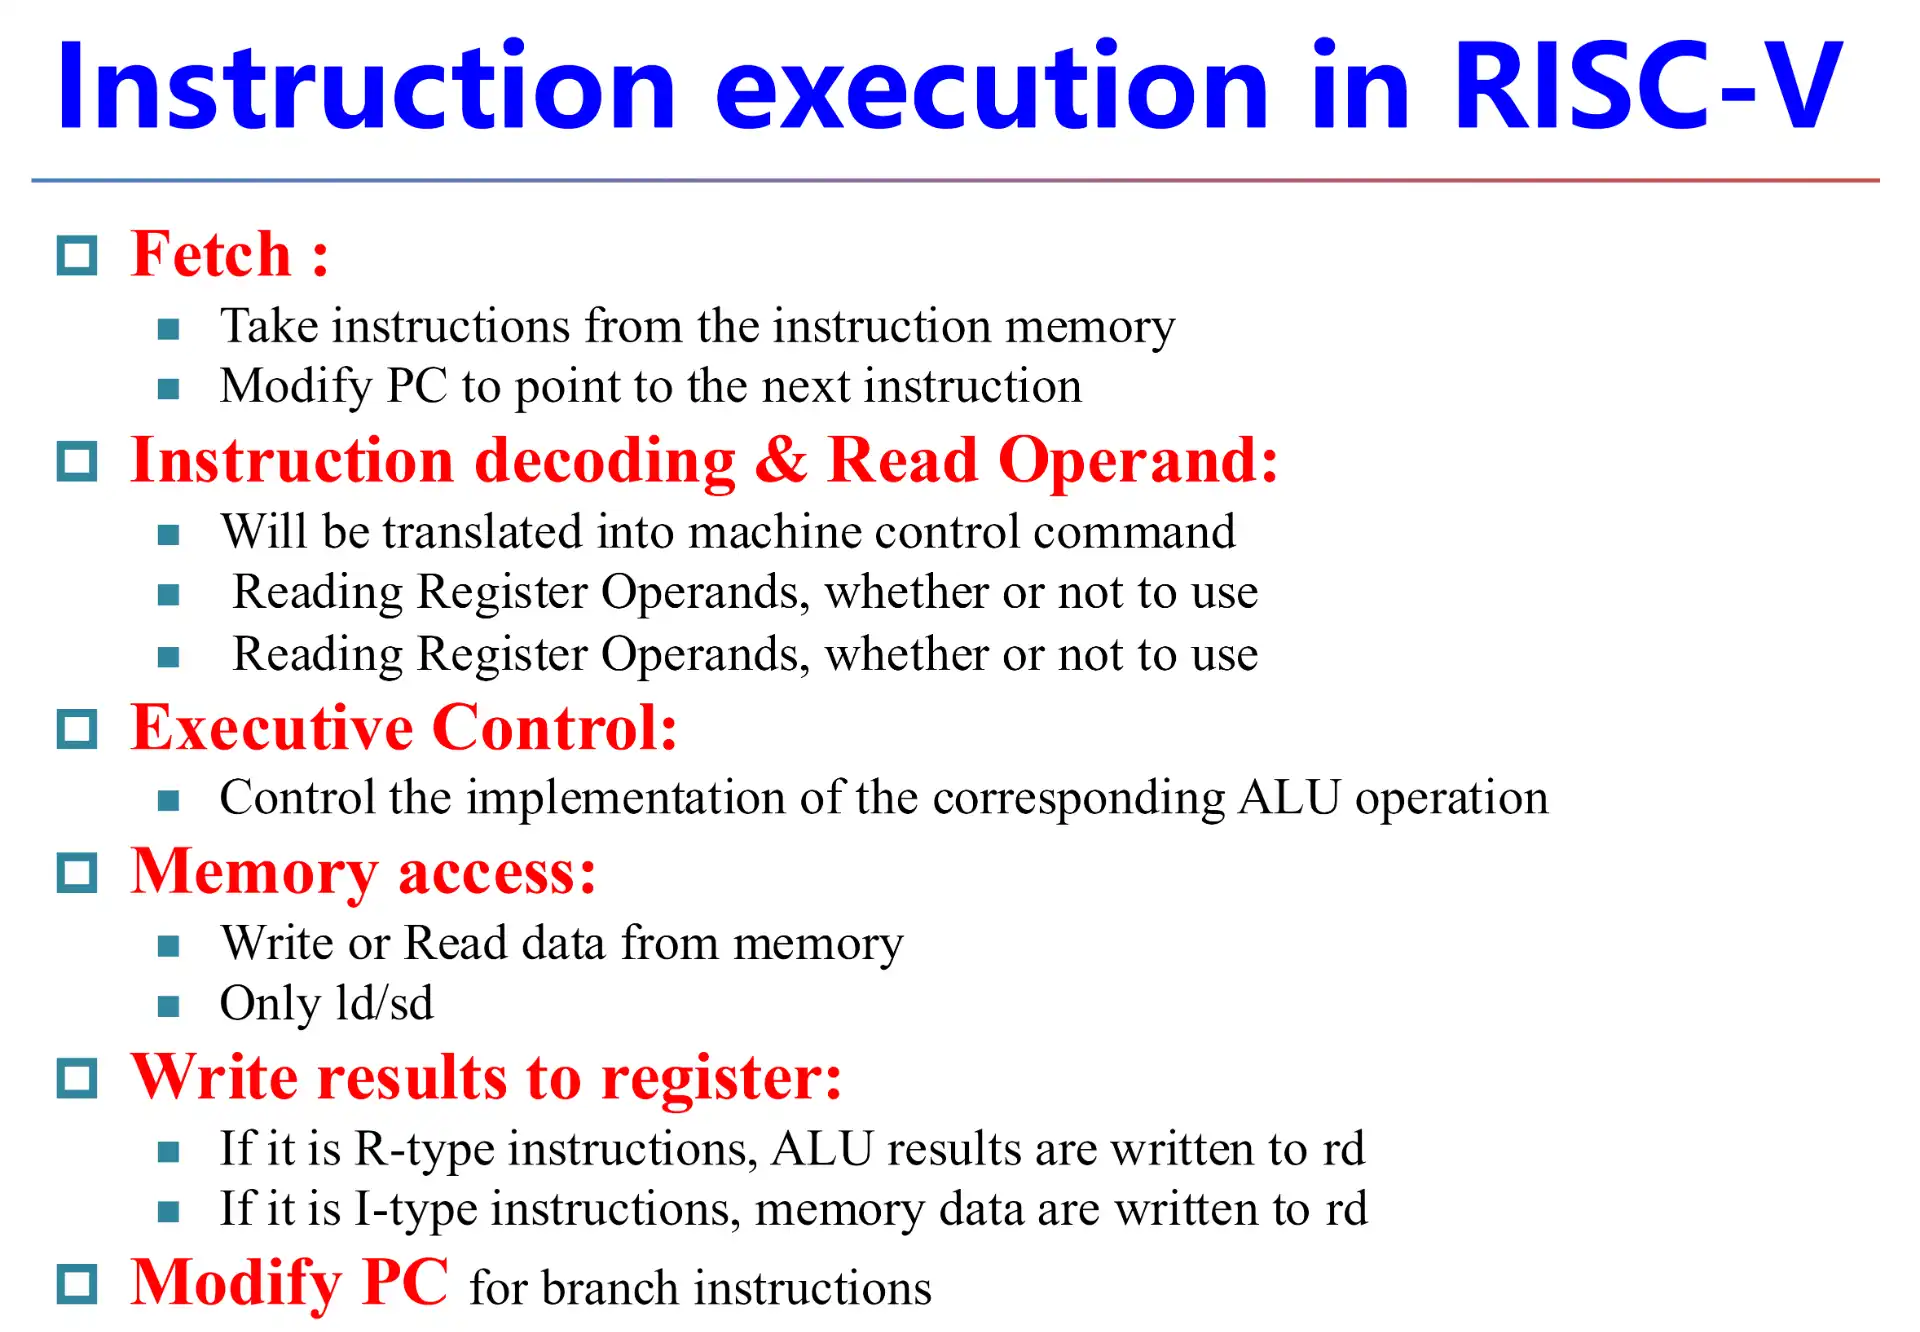 Instruction execution in RISC-V
Fetch :
Take instructions from the instruction memory
Modify PC to point to the next instruction
Instruction decoding & Read Operand:
Will be translated into machine control command
Reading Register Operands, whether or not to use
Reading Register Operands, whether or not to use
Executive Control:
Control the implementation of the corresponding ALU operation
Memory access:
Write or Read data from memory
Only ld/sd
Write results to register:
If it is R-type instructions, ALU results are written to rd
If it is I-type instructions, memory data are written to rd
Modify PC for branch instructions